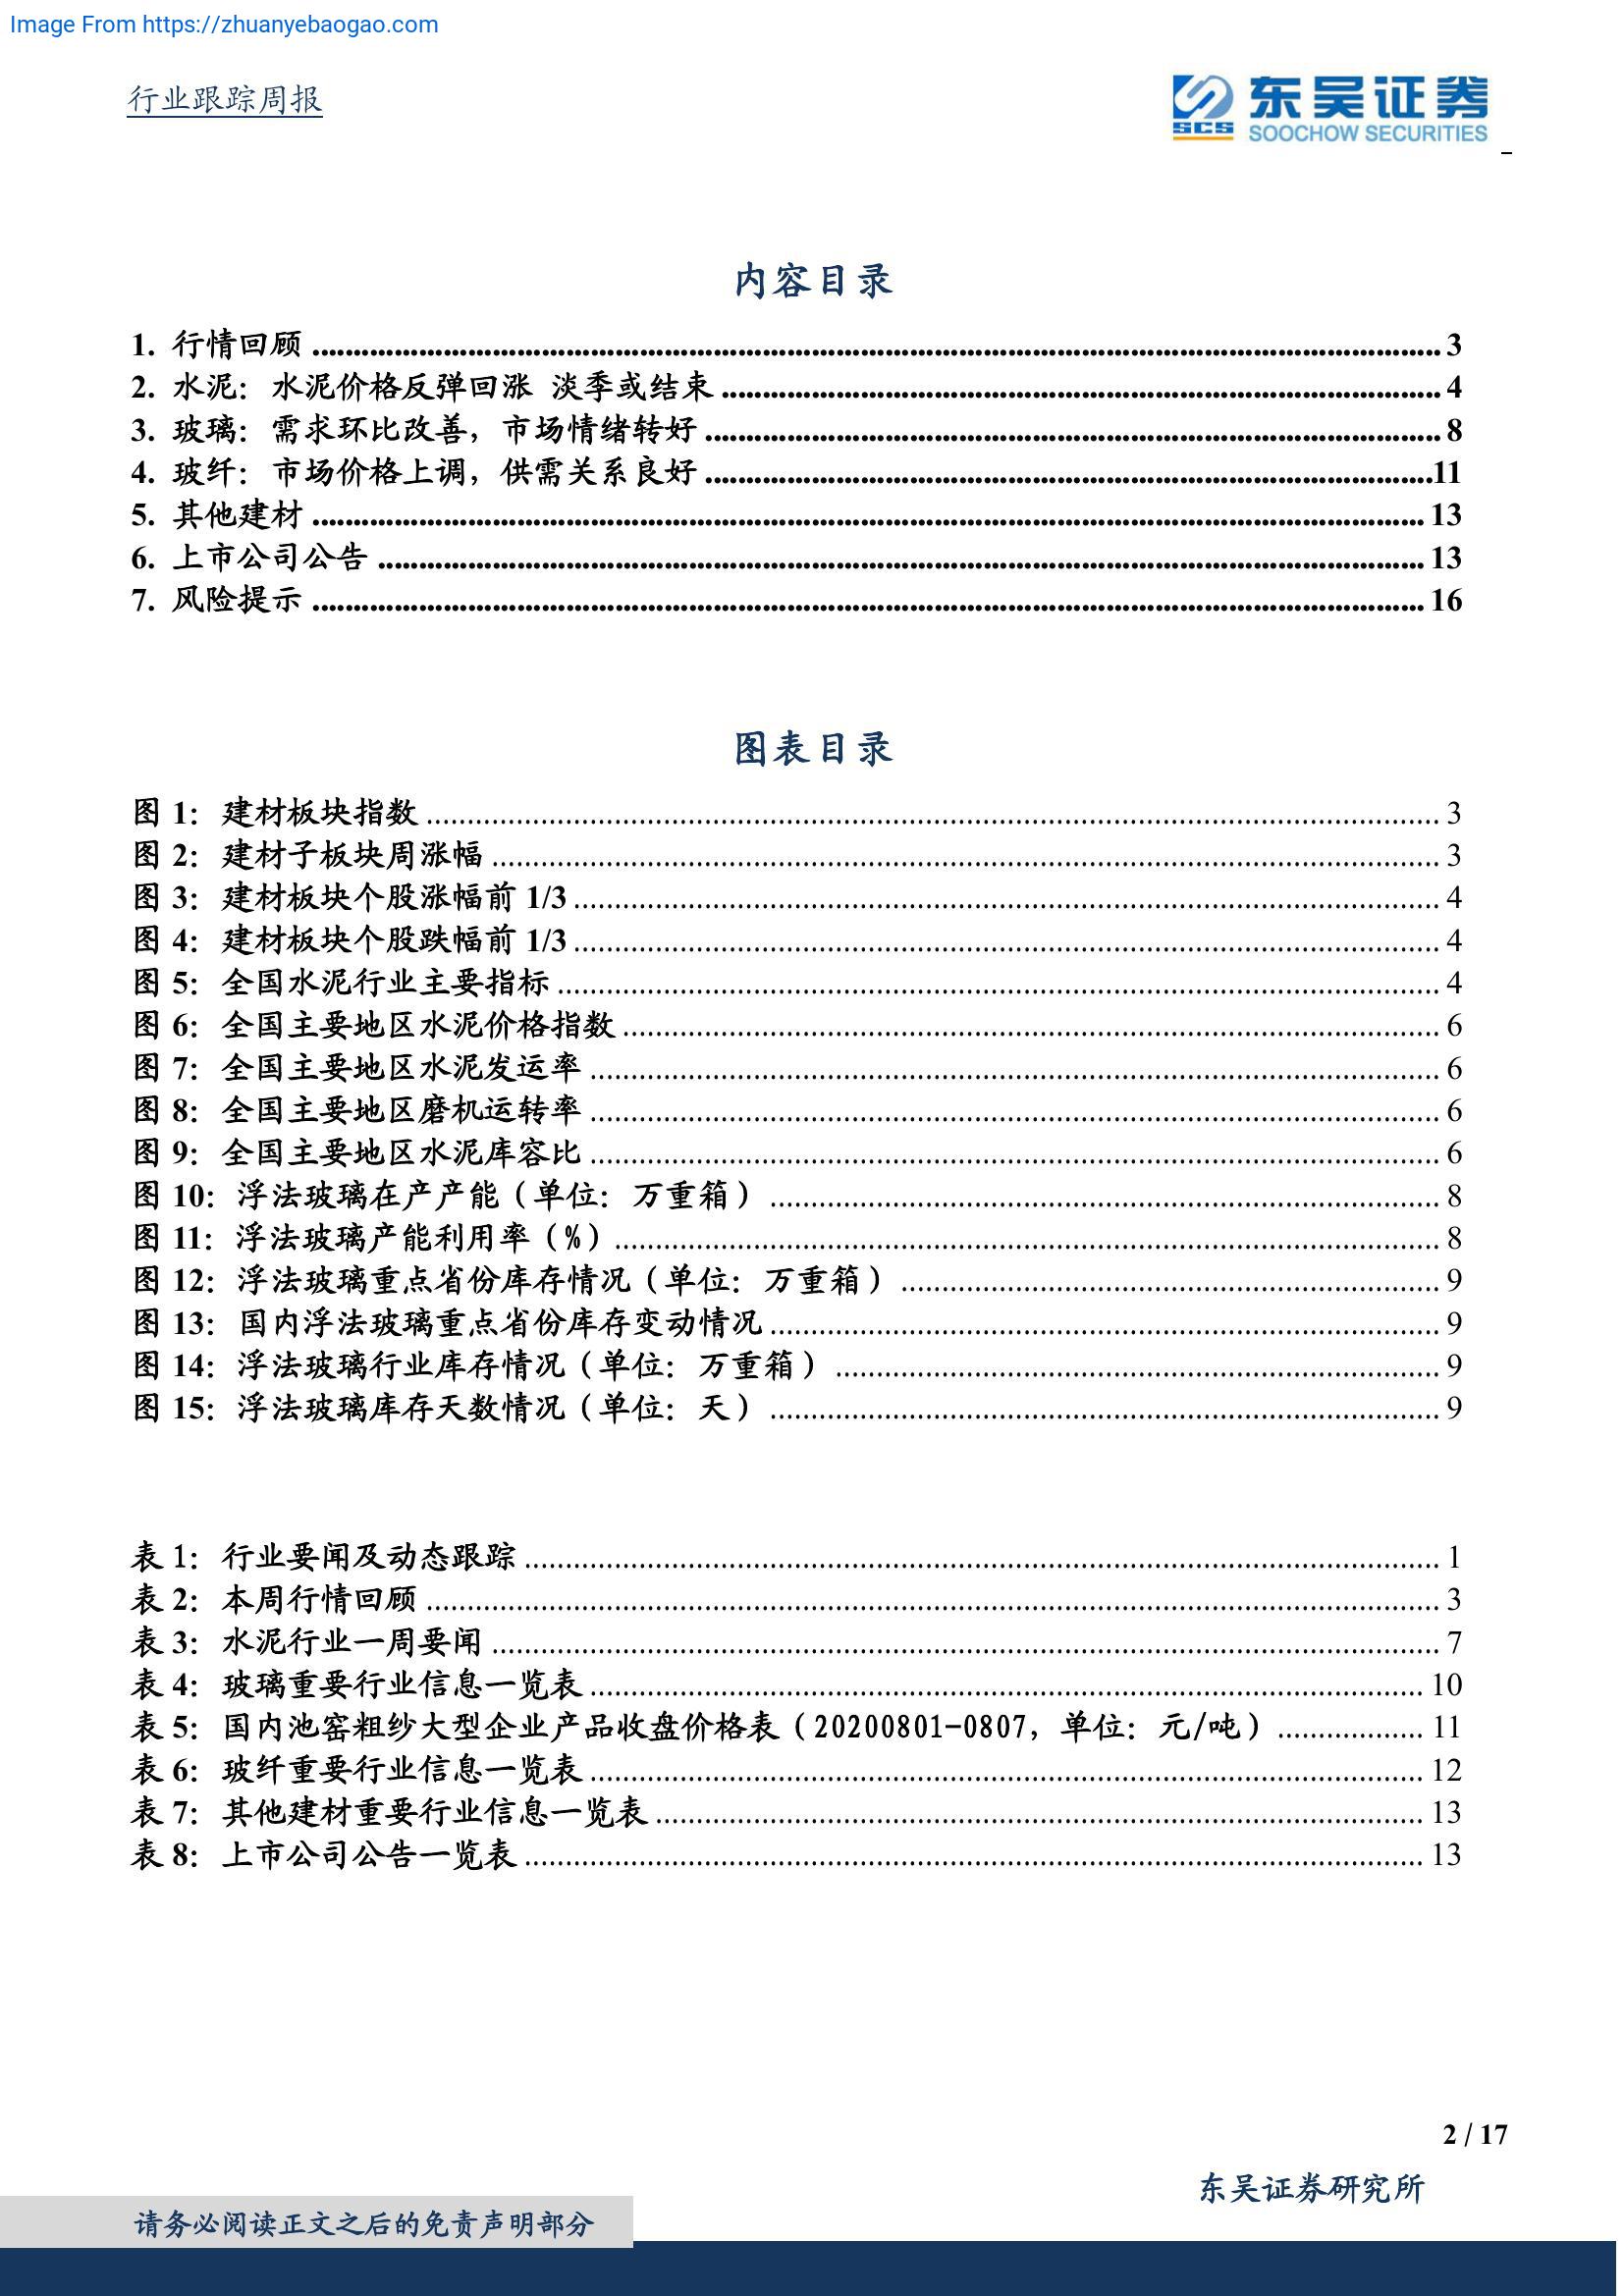 Image From https://zhuanyebaogao.com
行业跟踪周报
SCS 东吴证券
SOOCHOW SECURITIES
内容目录
1. 行情回顾 3
2. 水泥：水泥价格反弹回涨 淡季或结束 4
3. 玻璃：需求环比改善，市场情绪转好 8
4. 玻纤：市场价格上调，供需关系良好 11
5. 其他建材 13
6. 上市公司公告 13
7. 风险提示 16
图表目录
图 1：建材板块指数 3
图 2：建材子板块周涨幅 3
图 3：建材板块个股涨幅前 1/3 4
图 4：建材板块个股跌幅前 1/3 4
图 5：全国水泥行业主要指标 4
图 6：全国主要地区水泥价格指数 6
图 7：全国主要地区水泥发运率 6
图 8：全国主要地区磨机运转率 6
图 9：全国主要地区水泥库容比 6
图 10：浮法玻璃在产产能（单位：万重箱） 8
图 11：浮法玻璃产能利用率（%） 8
图 12：浮法玻璃重点省份库存情况（单位：万重箱） 9
图 13：国内浮法玻璃重点省份库存变动情况 9
图 14：浮法玻璃行业库存情况（单位：万重箱） 9
图 15：浮法玻璃库存天数情况（单位：天） 9
表 1：行业要闻及动态跟踪 1
表 2：本周行情回顾 3
表 3：水泥行业一周要闻 7
表 4：玻璃重要行业信息一览表 10
表 5：国内池窑粗纱大型企业产品收盘价格表（20200801-0807，单位：元/吨） 11
表 6：玻纤重要行业信息一览表 12
表 7：其他建材重要行业信息一览表 13
表 8：上市公司公告一览表 13
2 / 17
东吴证券研究所
请务必阅读正文之后的免责声明部分